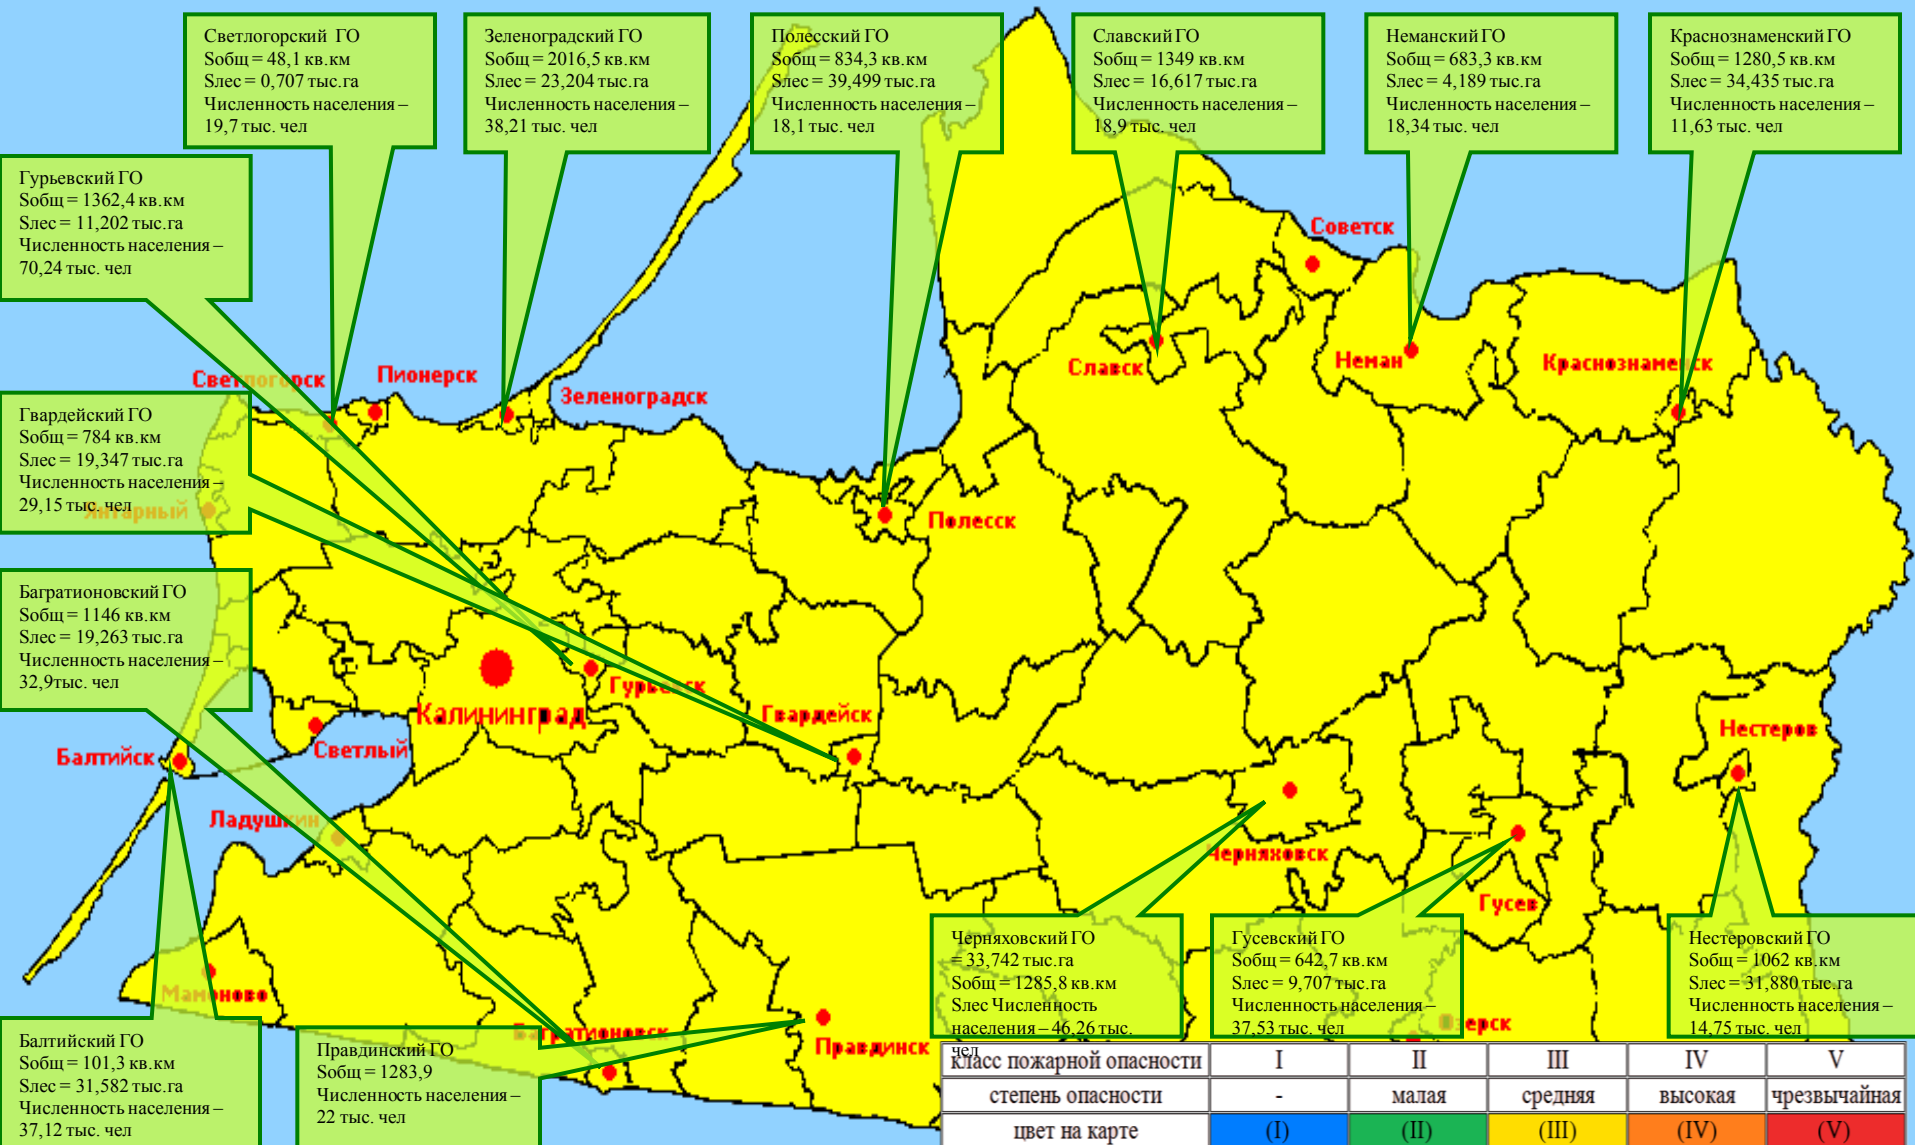 Светлогорский ГО
Sобщ = 48,1 кв.км
Sлес = 0,707 тыс.га
Численность населения –
19,7 тыс. чел
Зеленоградский ГО
Sобщ = 2016,5 кв.км
Sлес = 23,204 тыс.га
Численность населения –
38,21 тыс. чел
Полесский ГО
Sобщ = 834,3 кв.км
Sлес = 39,499 тыс.га
Численность населения –
18,1 тыс. чел
Славский ГО
Sобщ = 1349 кв.км
Sлес = 16,617 тыс.га
Численность населения –
18,9 тыс. чел
Неманский ГО
Sобщ = 683,3 кв.км
Sлес = 4,189 тыс.га
Численность населения –
18,34 тыс. чел
Краснознаменский ГО
Sобщ = 1280,5 кв.км
Sлес = 34,435 тыс.га
Численность населения –
11,63 тыс. чел
Гурьевский ГО
Sобщ = 1362,4 кв.км
Sлес = 11,202 тыс.га
Численность населения –
70,24 тыс. чел
Советск
Славск
Неман
Краснознаменск
Светлогорск
Пионерск
Зеленоградск
Гвардейский ГО
Sобщ = 784 кв.км
Sлес = 19,347 тыс.га
Численность населения –
29,15 тыс. чел
Янтарный
Полесск
Багратионовский ГО
Sобщ = 1146 кв.км
Sлес = 19,263 тыс.га
Численность населения –
32,9тыс. чел
Гурьевск
Калининград
Гвардейск
Нестеров
Светлый
Балтийск
Ладушкин
Черняховск
Гусев
Мамоново
Черняховский ГО
= 33,742 тыс.га
Sобщ = 1285,8 кв.км
Sлес Численность
населения – 46,26 тыс.
чел
Гусевский ГО
Sобщ = 642,7 кв.км
Sлес = 9,707 тыс.га
Численность населения –
37,53 тыс. чел
Нестеровский ГО
Sобщ = 1062 кв.км
Sлес = 31,880 тыс.га
Численность населения –
14,75 тыс. чел
Озерск
Багратионовск
Правдинск
Балтийский ГО
Sобщ = 101,3 кв.км
Sлес = 31,582 тыс.га
Численность населения –
37,12 тыс. чел
Правдинский ГО
Sобщ = 1283,9
Численность населения –
22 тыс. чел
класс пожарной опасности I II III IV V
степень опасности - малая средняя высокая чрезвычайная
цвет на карте (I) (II) (III) (IV) (V)